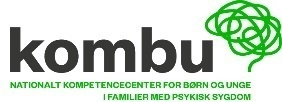 kombu
NATIONALT KOMPETENCECENTER FOR BØRN OG UNGE
I FAMILIER MED PSYKISK SYGDOM